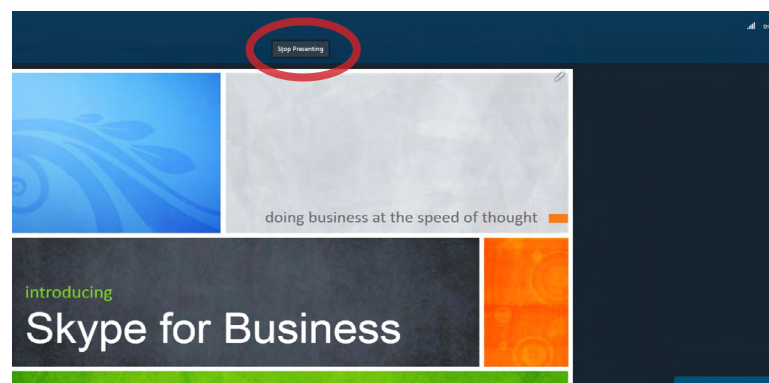 Stop Presenting
doing business at the speed of thought
introducing
Skype for Business